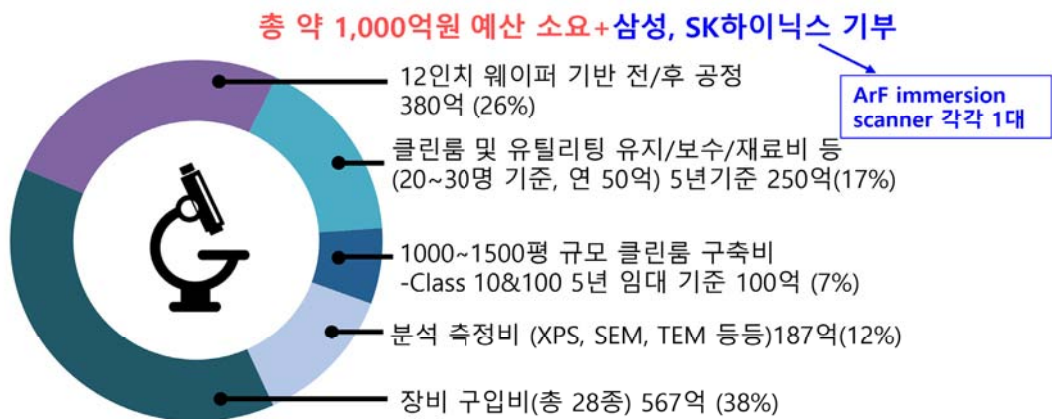 총 약 1,000억원 예산 소요+삼성, SK하이닉스 기부
ArF immersion
scanner 각각 1대
12인치 웨이퍼 기반 전/후 공정
380억 (26%)
클린룸 및 유틸리팅 유지/보수/재료비 등
(20~30명 기준, 연 50억) 5년기준 250억(17%)
1000~1500평 규모 클린룸 구축비
-Class 10&100 5년 임대 기준 100억 (7%)
분석 측정비 (XPS, SEM, TEM 등등)187억(12%)
장비 구입비(총 28종) 567억 (38%)